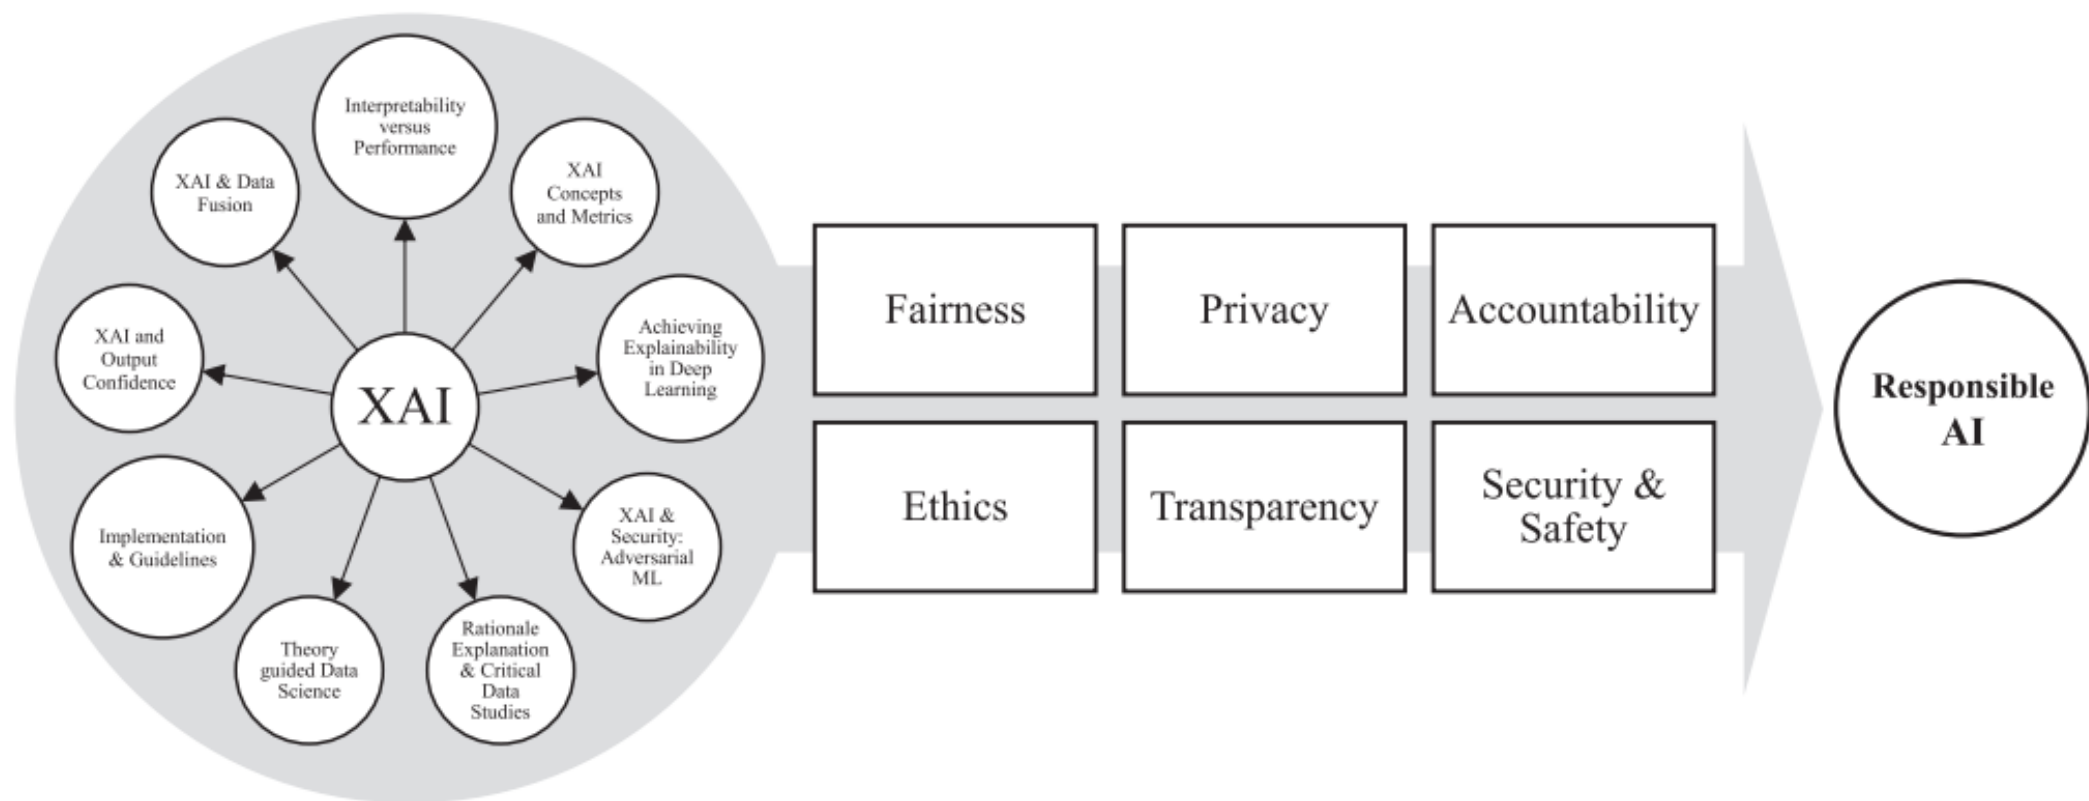 Interpretability
versus
Performance
XAI
Concepts
and Metrics
Achieving
Explainability
in Deep
Learning
XAI &
Security:
Adversarial
ML
Rationale
Explanation
& Critical
Data
Studies
Theory
guided Data
Science
Implementation
& Guidelines
XAI and
Output
Confidence
XAI & Data
Fusion
XAI
Fairness
Privacy
Accountability
Ethics
Transparency
Security &
Safety
Responsible
AI